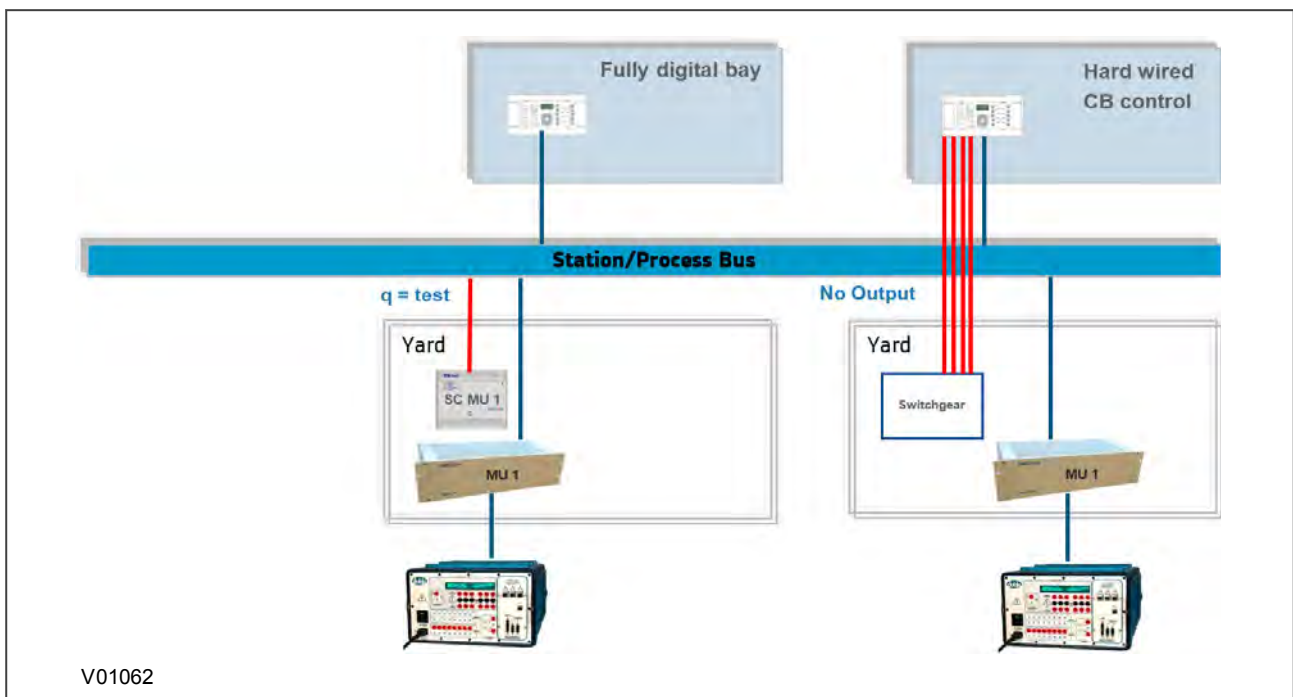 Fully digital bay
Hard wired
CB control
Station/Process Bus
q = test
No Output
Yard
SC MU 1
MU 1
Yard
Switchgear
MU 1
V01062